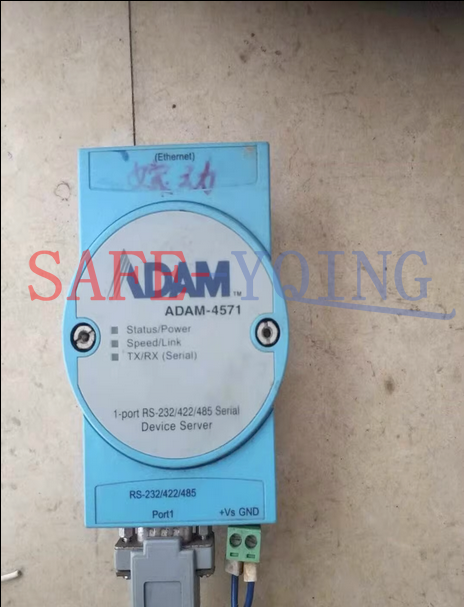 (Ethernet)
SAFE-YQING
ADAM™
ADAM-4571
Status/Power
Speed/Link
TX/RX (Serial)
1-port RS-232/422/485 Serial
Device Server
RS-232/422/485
Port1
+Vs GND